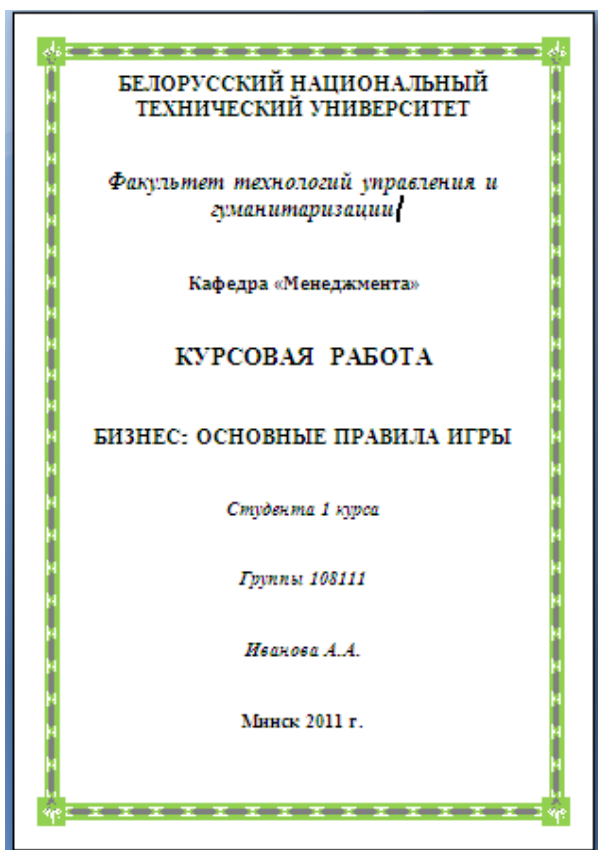 БЕЛОРУССКИЙ НАЦИОНАЛЬНЫЙ
ТЕХНИЧЕСКИЙ УНИВЕРСИТЕТ
Факультет технологий управления и
гуманитаризации
Кафедра «Менеджмента»
КУРСОВАЯ РАБОТА
БИЗНЕС: ОСНОВНЫЕ ПРАВИЛА ИГРЫ
Студента 1 курса
Группы 108111
Иванова А.А.
Минск 2011 г.